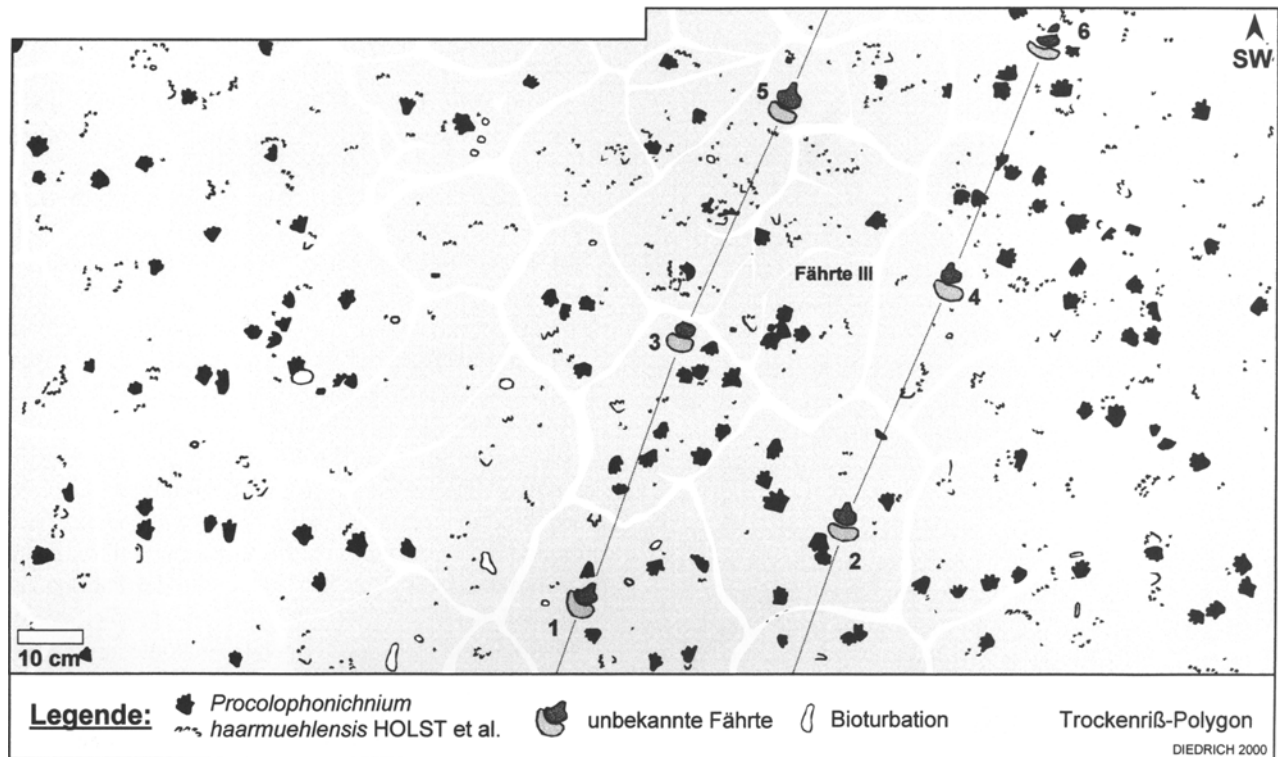 6
SW
5
Fährte III
4
3
2
1
10 cm
Legende:
Procolophonichnium
haarmuehlensis HOLST et al.
unbekannte Fährte
Bioturbation
Trockenriß-Polygon
DIEDRICH 2000